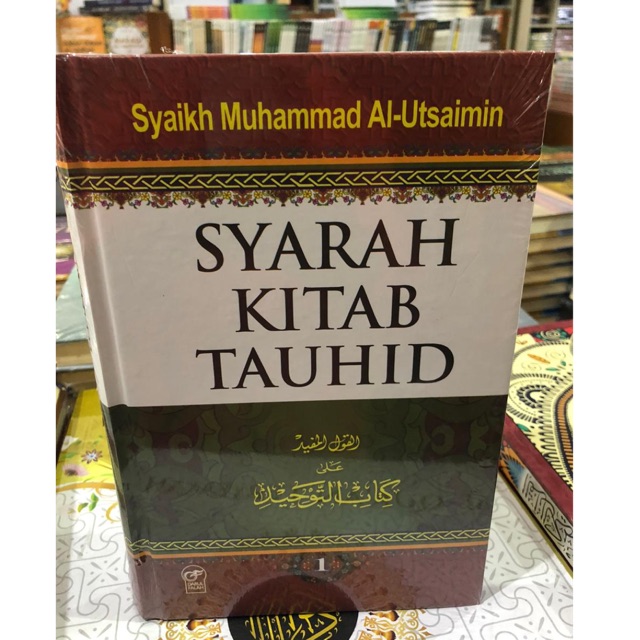 Syaikh Muhammad Al-Utsaimin
SYARAH
KITAB
TAUHID
القول المفيد
على
كتاب التوحيد
1